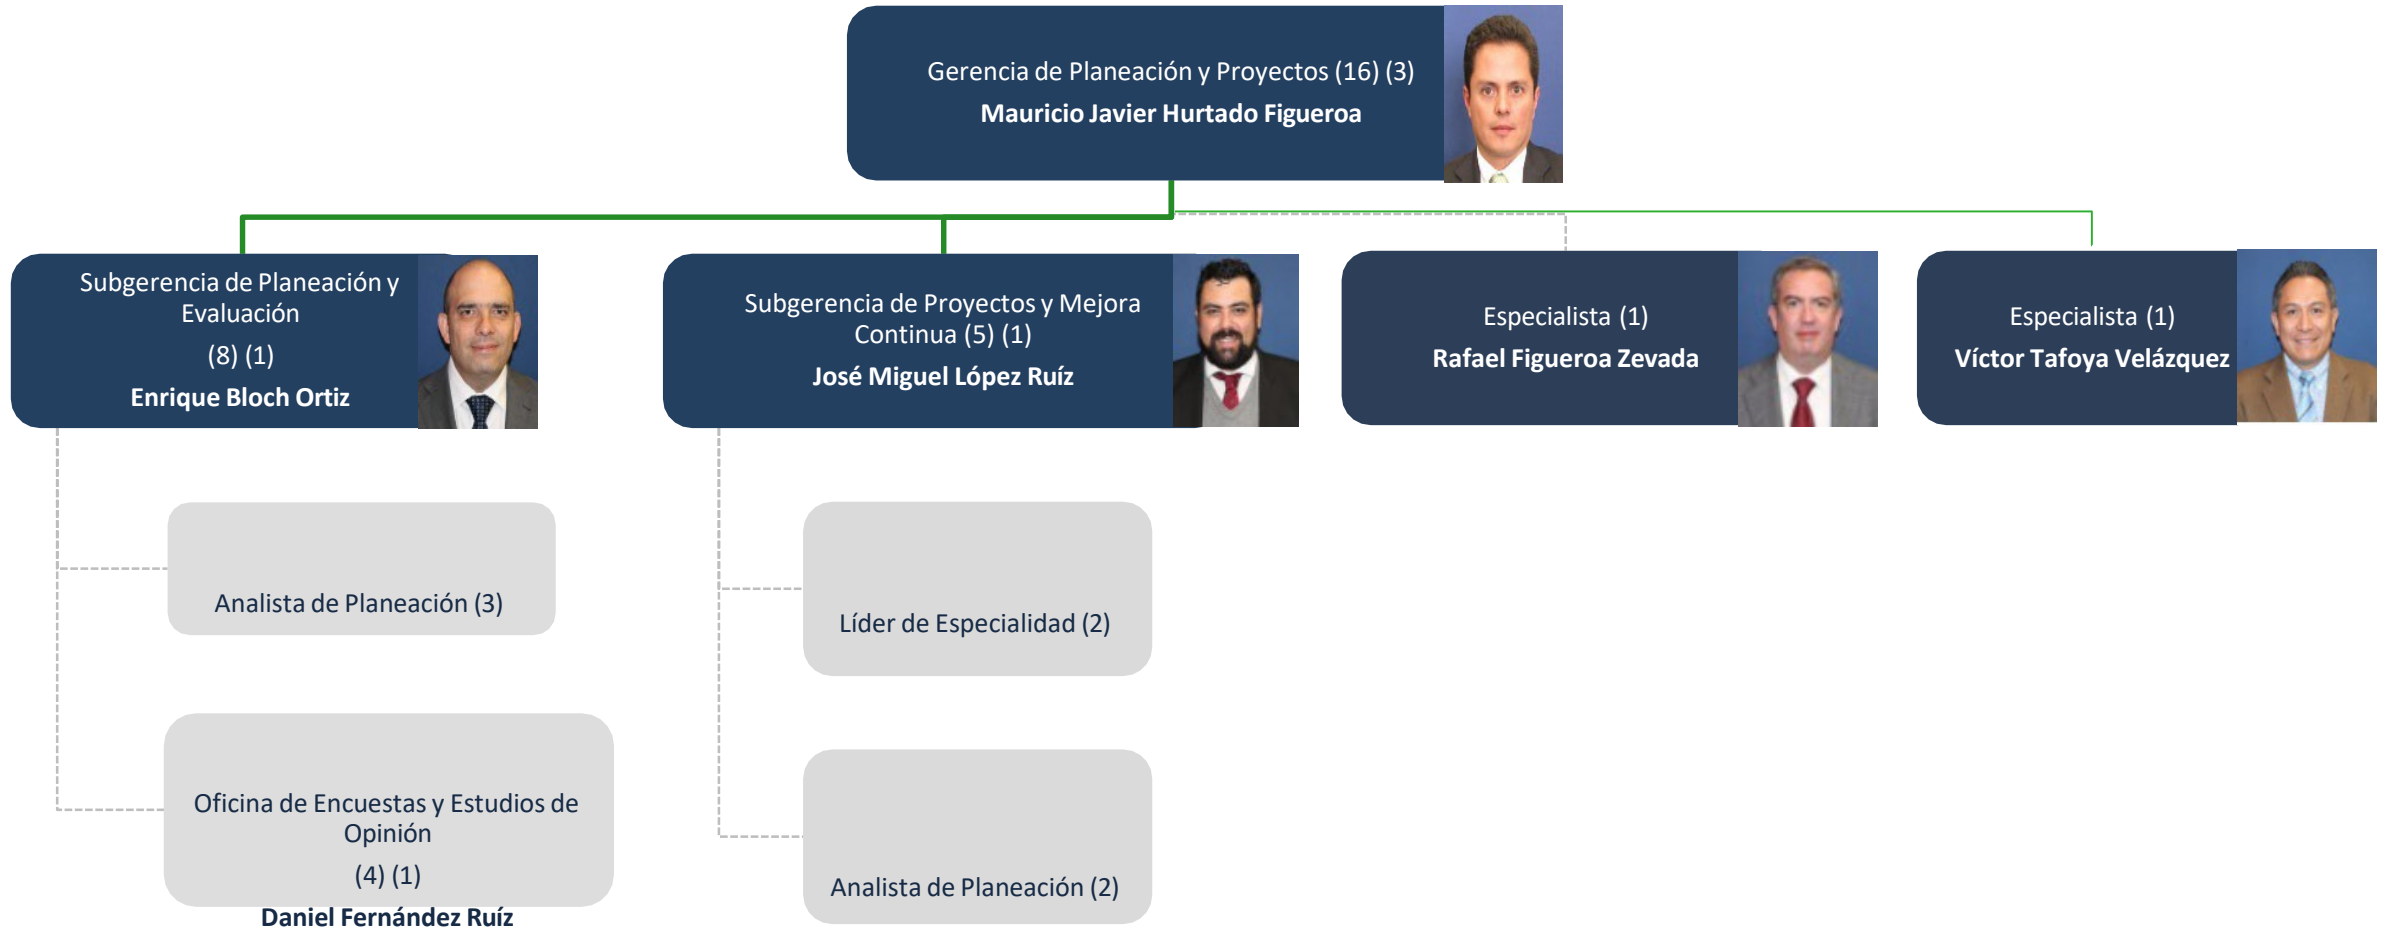 Gerencia de Planeación y Proyectos (16) (3)
Mauricio Javier Hurtado Figueroa
Subgerencia de Planeación y
Evaluación
(8) (1)
Enrique Bloch Ortiz
Subgerencia de Proyectos y Mejora
Continua (5) (1)
José Miguel López Ruíz
Especialista (1)
Rafael Figueroa Zevada
Especialista (1)
Víctor Tafoya Velázquez
Analista de Planeación (3)
Líder de Especialidad (2)
Oficina de Encuestas y Estudios de
Opinión
(4) (1)
Daniel Fernández Ruíz
Analista de Planeación (2)